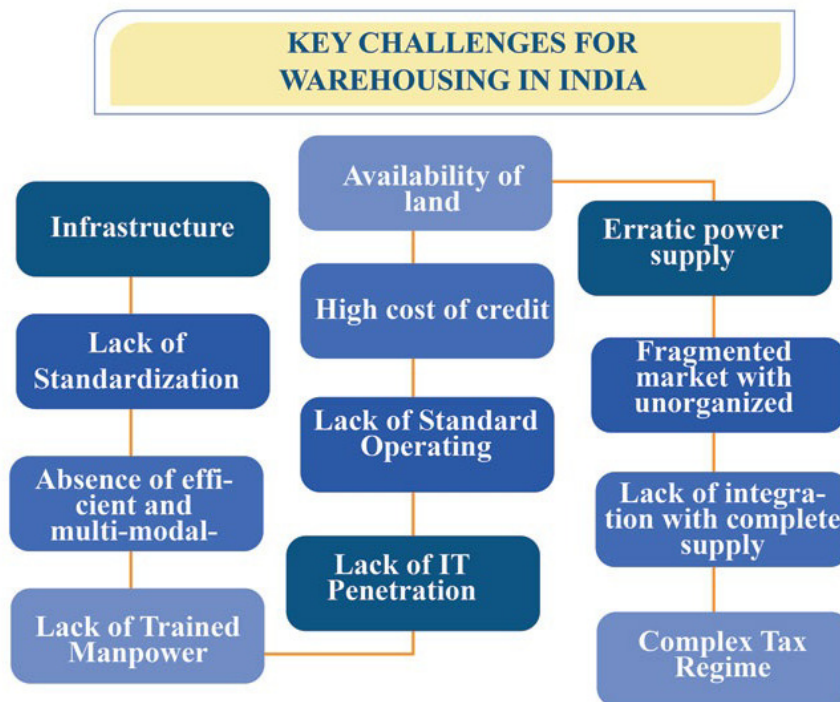 KEY CHALLENGES FOR
WAREHOUSING IN INDIA
Infrastructure
Lack of
Standardization
Absence of effi-
cient and
multi-modal-
Lack of Trained
Manpower
Availability of
land
High cost of credit
Lack of Standard
Operating
Lack of IT
Penetration
Erratic power
supply
Fragmented
market with
unorganized
Lack of integra-
tion with complete
supply
Complex Tax
Regime